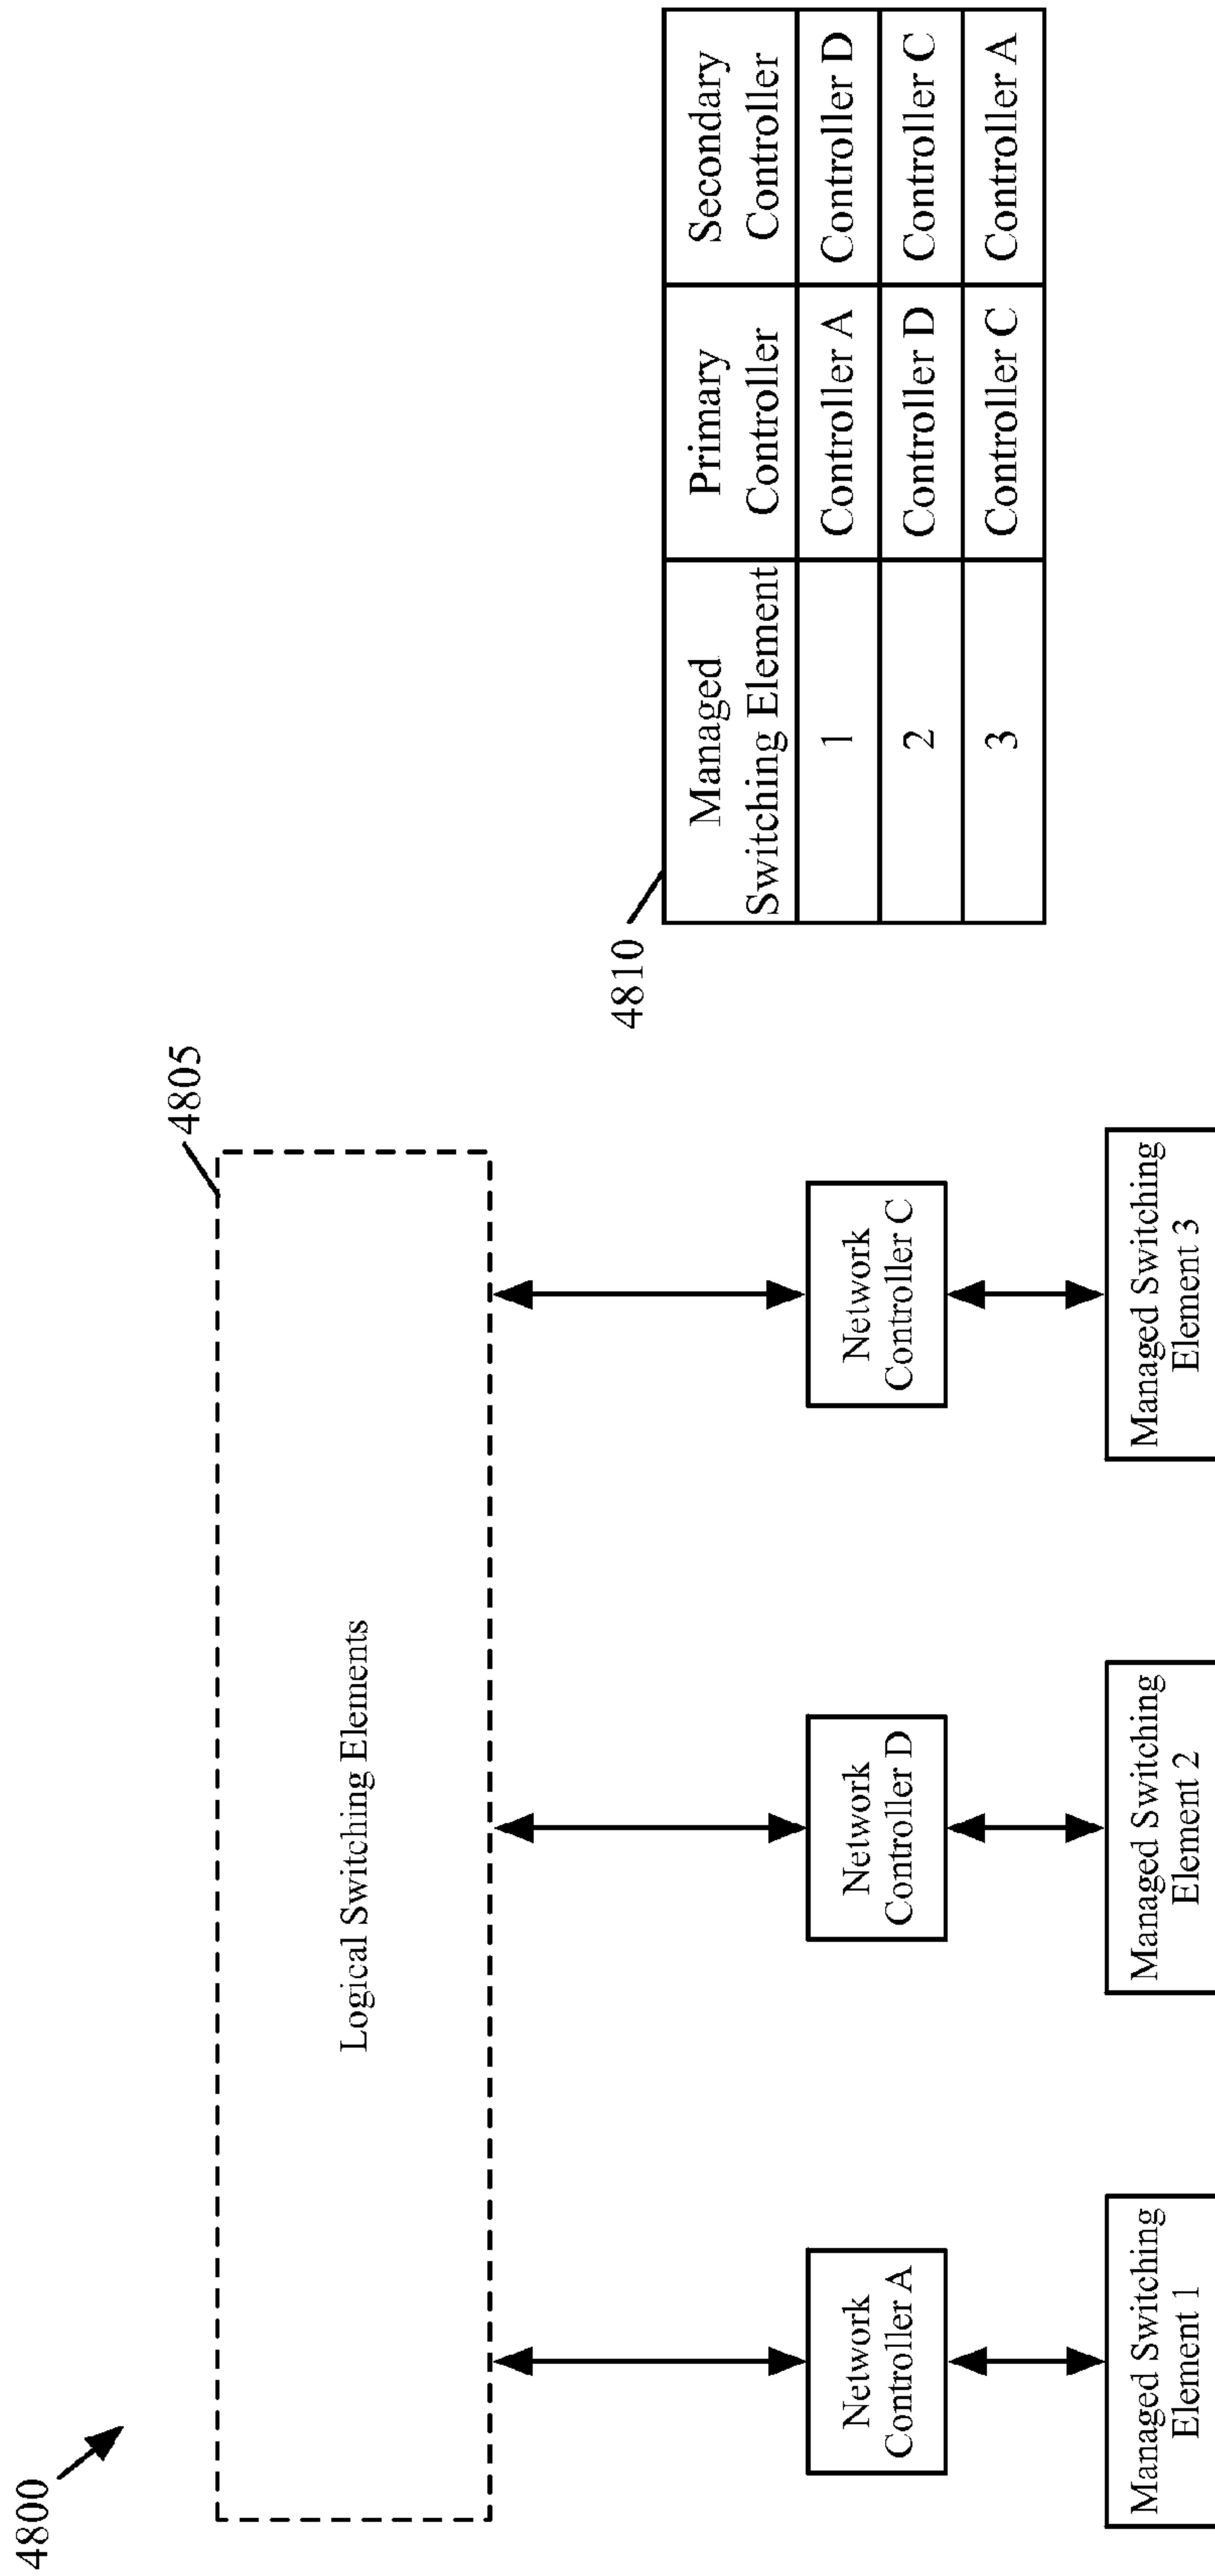 4800
4805
Logical Switching Elements
Network
Controller A
Network
Controller D
Network
Controller C
Managed Switching
Element 1
Managed Switching
Element 2
Managed Switching
Element 3
4810
Managed
Switching Element
Primary
Controller
Secondary
Controller
1
Controller A
Controller D
2
Controller D
Controller C
3
Controller C
Controller A